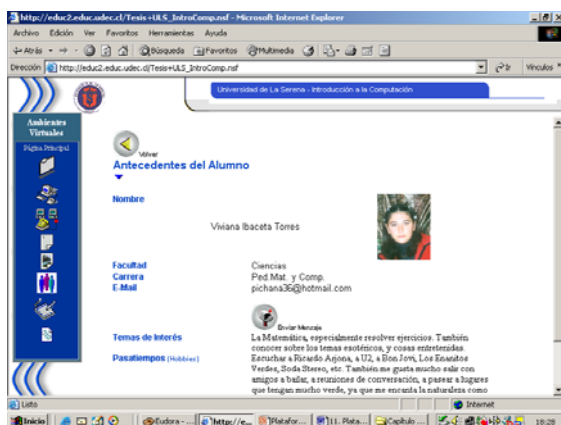 http://educ2.educ.udec.cl/Tesis+ULS_IntroComp.nsf - Microsoft Internet Explorer
Archivo Edición Ver Favoritos Herramientas Ayuda
Atrás Búsqueda Favoritos Multimedia
Dirección http://educ2.educ.udec.cl/Tesis+ULS_IntroComp.nsf Ir Vínculos
Universidad de La Serena - Introducción a la Computación
Ambientes
Virtuales
Página Principal
Volver
Antecedentes del Alumno
Nombre
Viviana Ibaceta Torres
Facultad Ciencias
Carrera Ped.Mat. y Comp.
E-Mail pichana36@hotmail.com
Enviar Mensaje
Temas de Interés La Matemática, especialmente resolver ejercicios. También
conocer sobre los temas esotéricos, y cosas entretenidas.
Pasatiempos (Hobbies) Escuchar a Ricardo Arjona, a U2, a Bon Jovi, Los Enanitos
Verdes, Soda Stereo, etc. También me gusta mucho salir con
amigos a bailar, a reuniones de conversación, a pasear a lugares
que tengan mucho verde, ya que me encanta la naturaleza como
Listo Internet
Inicio Eudora - ... http://e... Platafor... 11. Plata... Capítulo ... 18:28